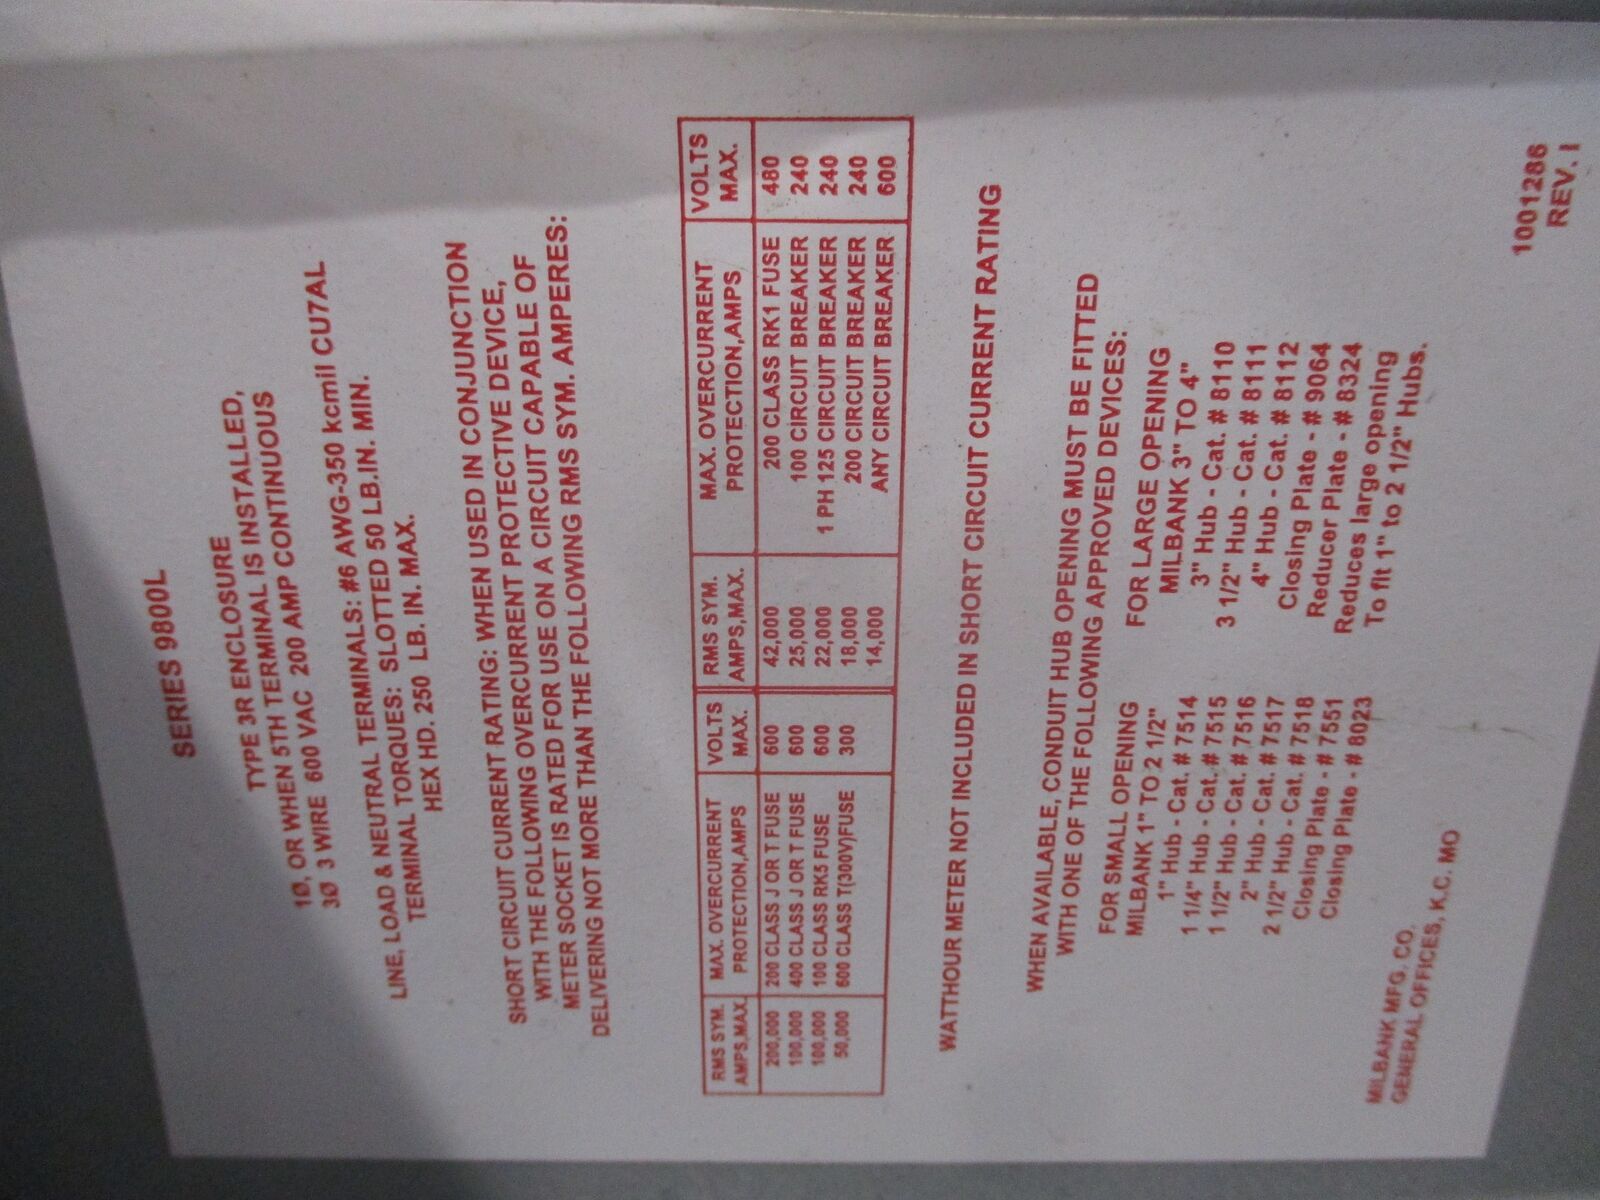 SERIES 9800L
TYPE 3R ENCLOSURE
1Ø, OR WHEN 5TH TERMINAL IS INSTALLED,
3Ø 3 WIRE 600 VAC 200 AMP CONTINUOUS
LINE, LOAD & NEUTRAL TERMINALS: #6 AWG-350 kcmil CU7AL
TERMINAL TORQUES: SLOTTED 50 LB.IN. MIN.
HEX HD. 250 LB. IN. MAX.
SHORT CIRCUIT CURRENT RATING: WHEN USED IN CONJUNCTION
WITH THE FOLLOWING OVERCURRENT PROTECTIVE DEVICE,
METER SOCKET IS RATED FOR USE ON A CIRCUIT CAPABLE OF
DELIVERING NOT MORE THAN THE FOLLOWING RMS SYM. AMPERES:
RMS SYM. MAX. OVERCURRENT VOLTS RMS SYM. MAX. OVERCURRENT VOLTS
AMPS,MAX. PROTECTION,AMPS MAX. AMPS,MAX. PROTECTION,AMPS MAX.
200,000 200 CLASS J OR T FUSE 600 42,000 200 CLASS RK1 FUSE 480
100,000 400 CLASS J OR T FUSE 600 25,000 100 CIRCUIT BREAKER 240
100,000 100 CLASS RK5 FUSE 600 22,000 1 PH 125 CIRCUIT BREAKER 240
50,000 600 CLASS T(300V)FUSE 300 18,000 200 CIRCUIT BREAKER 240
14,000 ANY CIRCUIT BREAKER 600
WATTHOUR METER NOT INCLUDED IN SHORT CIRCUIT CURRENT RATING
WHEN AVAILABLE, CONDUIT HUB OPENING MUST BE FITTED
WITH ONE OF THE FOLLOWING APPROVED DEVICES:
FOR SMALL OPENING
MILBANK 1" TO 2 1/2"
1" Hub - Cat. # 7514
1 1/4" Hub - Cat. # 7515
1 1/2" Hub - Cat. # 7516
2" Hub - Cat. # 7517
2 1/2" Hub - Cat. # 7518
Closing Plate - # 7551
Closing Plate - # 8023
FOR LARGE OPENING
MILBANK 3" TO 4"
3" Hub - Cat. # 8110
3 1/2" Hub - Cat. # 8111
4" Hub - Cat. # 8112
Closing Plate - # 9064
Reducer Plate - # 8324
Reduces large opening
To fit 1" to 2 1/2" Hubs.
MILBANK MFG. CO.
GENERAL OFFICES, K.C. MO
1001286
REV. I